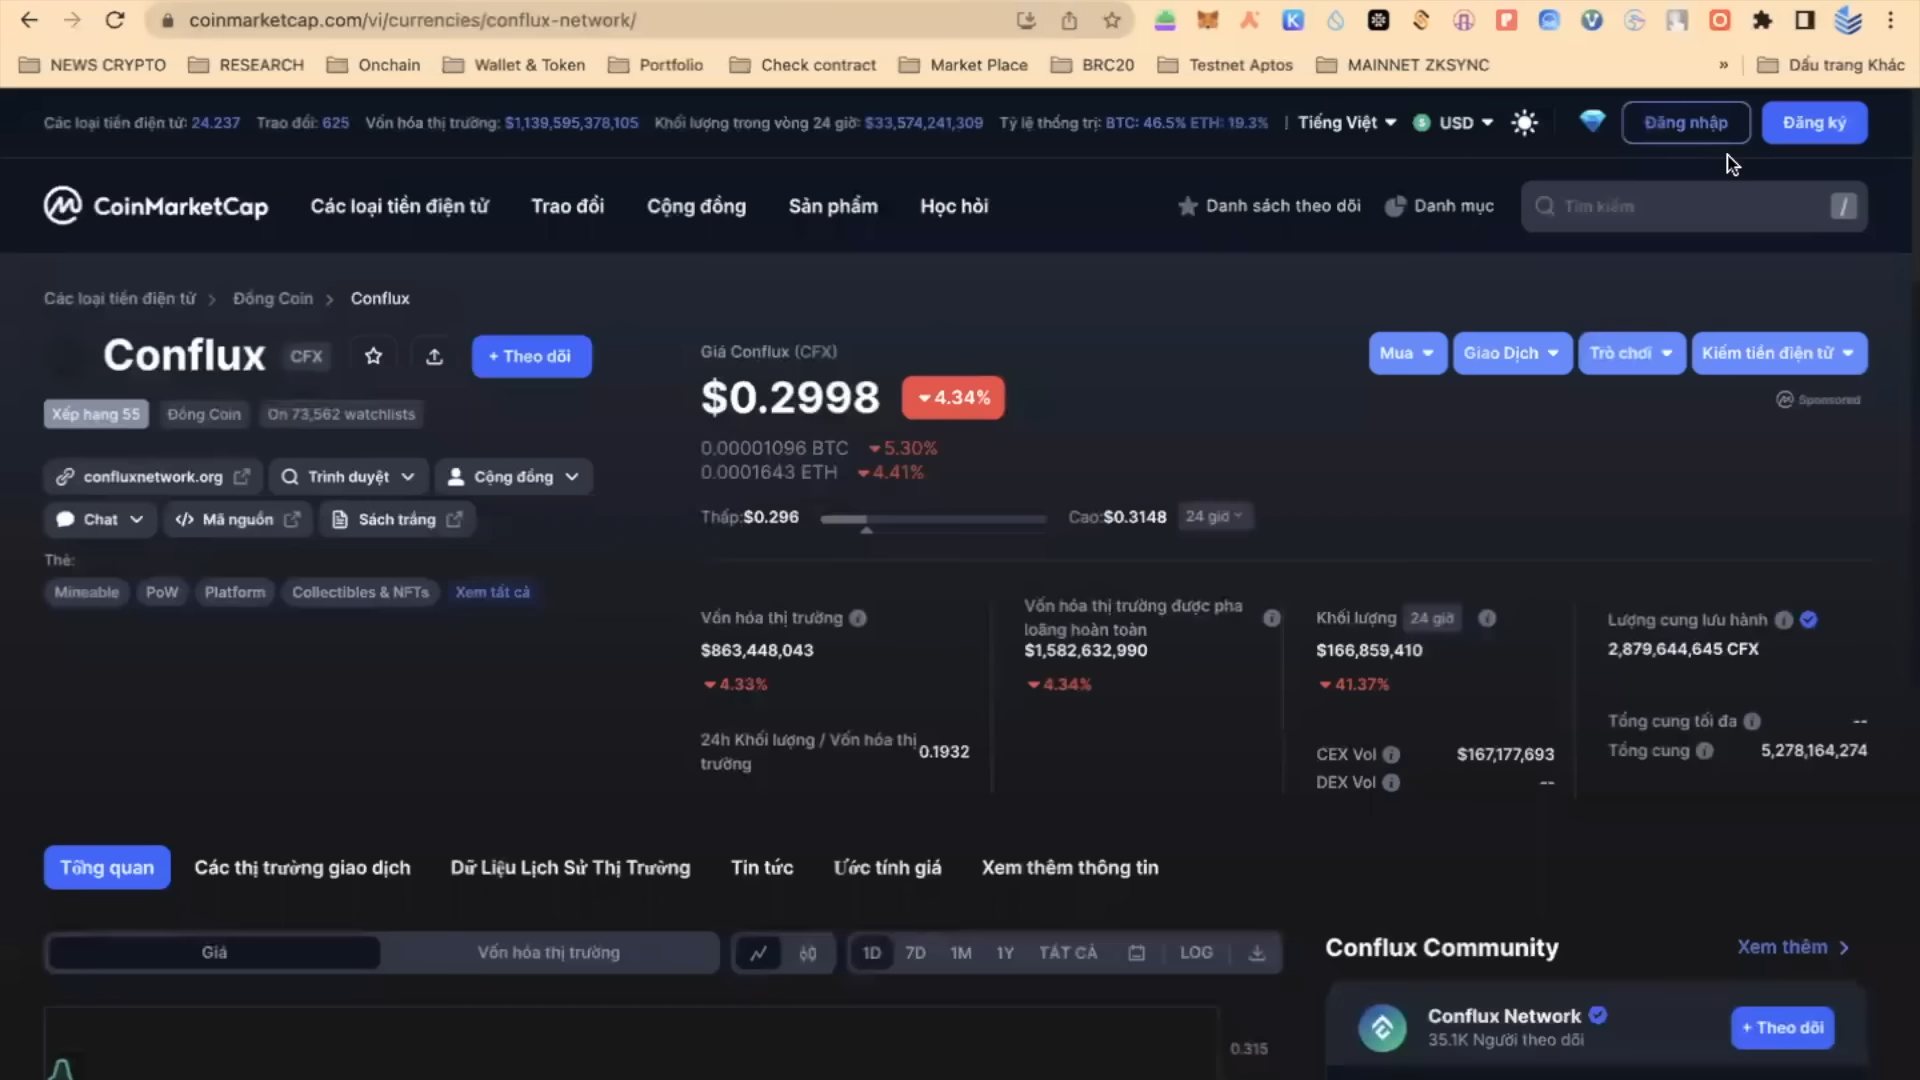 coinmarketcap.com/vi/currencies/conflux-network/
NEWS CRYPTO RESEARCH Onchain Wallet & Token Portfolio Check contract Market Place BRC20 Testnet Aptos MAINNET ZKSYNC » Dấu trang Khác
Các loại tiền điện tử: 24.237 Trao đổi: 625 Vốn hóa thị trường: $1,139,595,378,105 Khối lượng trong vòng 24 giờ: $33,574,241,309 Tỷ lệ thống trị: BTC: 46.5% ETH: 19.3% Tiếng Việt USD Đăng nhập Đăng ký
CoinMarketCap Các loại tiền điện tử Trao đổi Cộng đồng Sản phẩm Học hỏi Danh sách theo dõi Danh mục Tìm kiếm /
Các loại tiền điện tử > Đồng Coin > Conflux
Conflux CFX + Theo dõi
Xếp hạng 55 Đồng Coin On 73,562 watchlists
confluxnetwork.org Trình duyệt Cộng đồng
Chat Mã nguồn Sách trắng
Thẻ:
Mineable PoW Platform Collectibles & NFTs Xem tất cả
Giá Conflux (CFX)
$0.2998 4.34%
0.00001096 BTC 5.30%
0.0001643 ETH 4.41%
Thấp:$0.296 Cao:$0.3148 24 giờ
Mua Giao Dịch Trò chơi Kiếm tiền điện tử
Sponsored
Vốn hóa thị trường
$863,448,043
4.33%
24h Khối lượng / Vốn hóa thị
trường
0.1932
Vốn hóa thị trường được pha
loãng hoàn toàn
$1,582,632,990
4.34%
Khối lượng 24 giờ
$166,859,410
41.37%
CEX Vol $167,177,693
DEX Vol --
Lượng cung lưu hành
2,879,644,645 CFX
Tổng cung tối đa --
Tổng cung 5,278,164,274
Tổng quan Các thị trường giao dịch Dữ Liệu Lịch Sử Thị Trường Tin tức Ước tính giá Xem thêm thông tin
Giá Vốn hóa thị trường 1D 7D 1M 1Y TẤT CẢ LOG
0.315
Conflux Community Xem thêm >
Conflux Network + Theo dõi
35.1K Người theo dõi